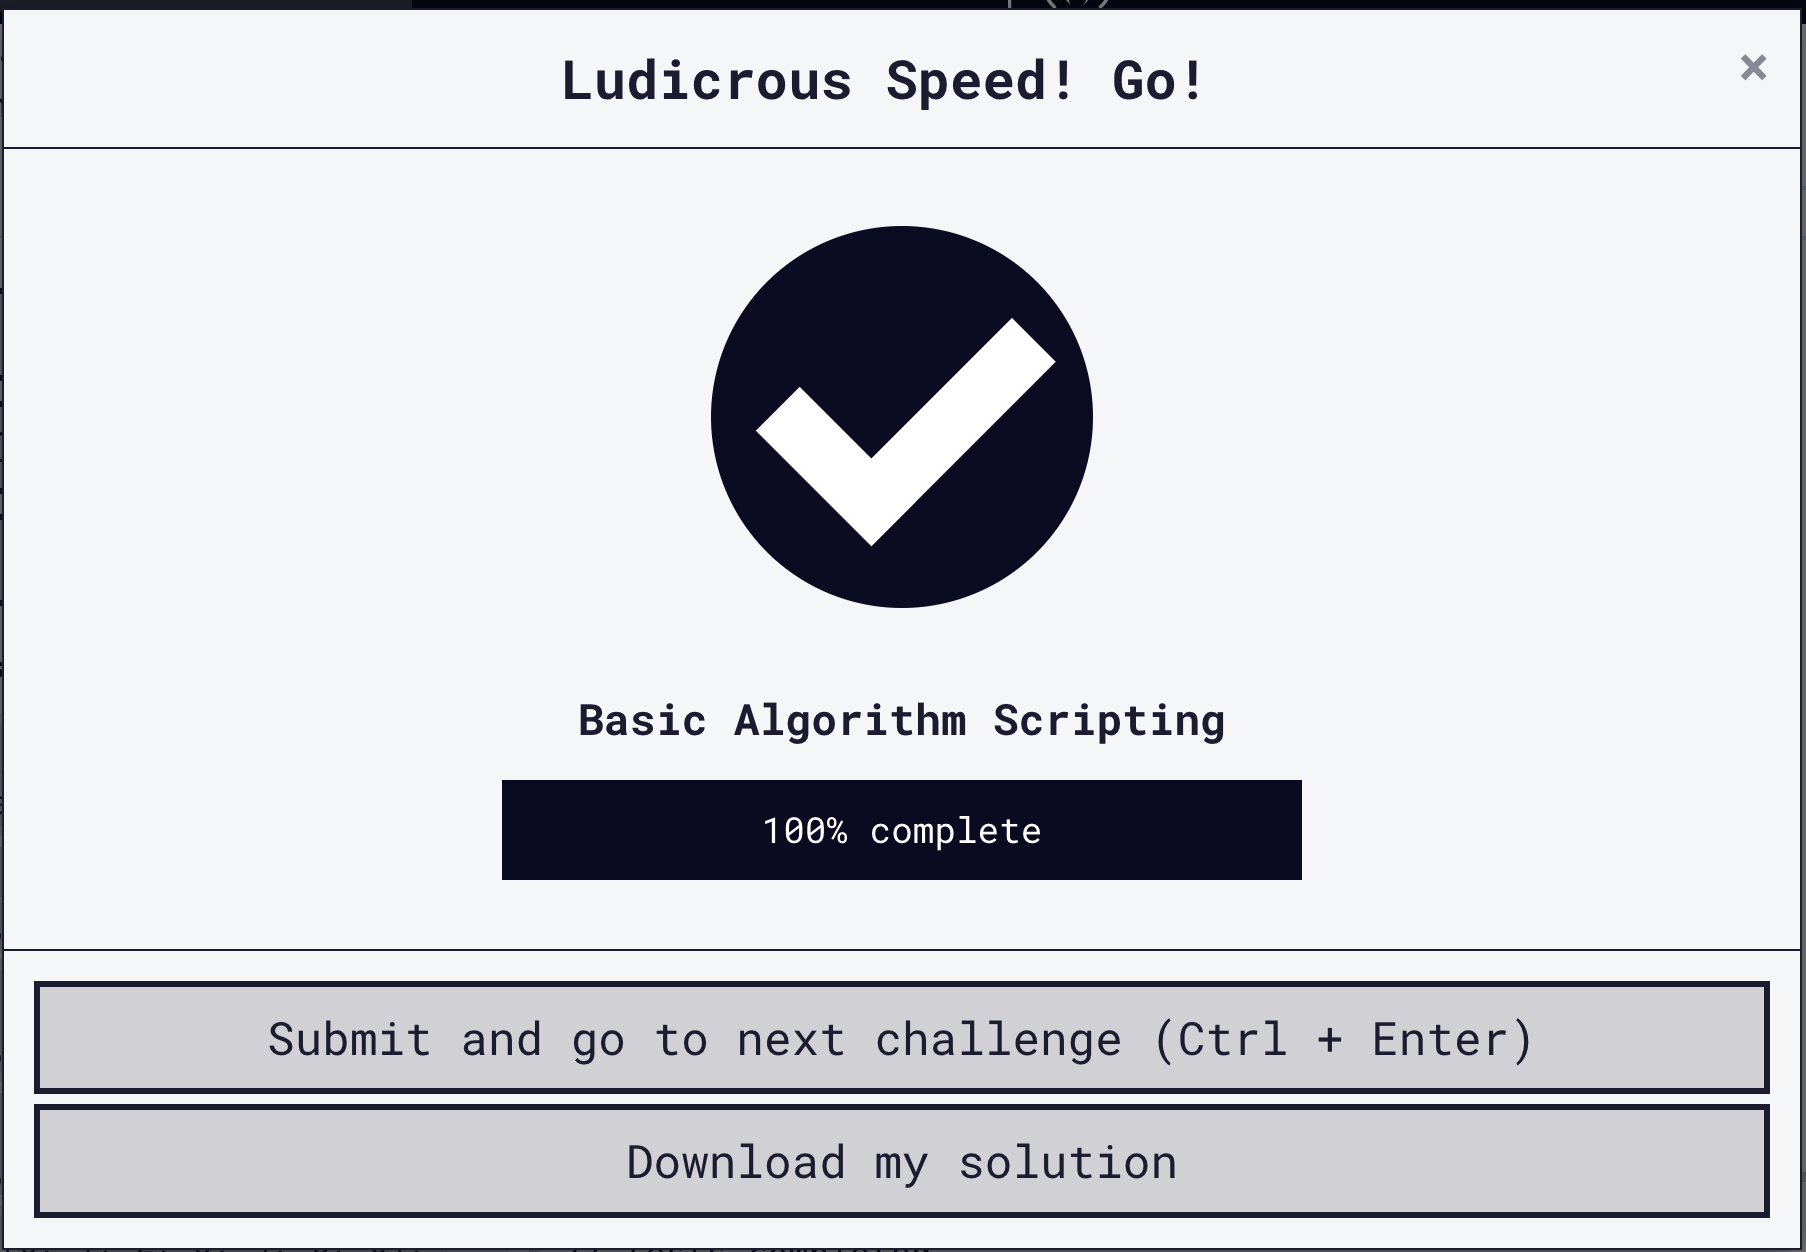 Ludicrous Speed! Go!
×
Basic Algorithm Scripting
100% complete
Submit and go to next challenge (Ctrl + Enter)
Download my solution